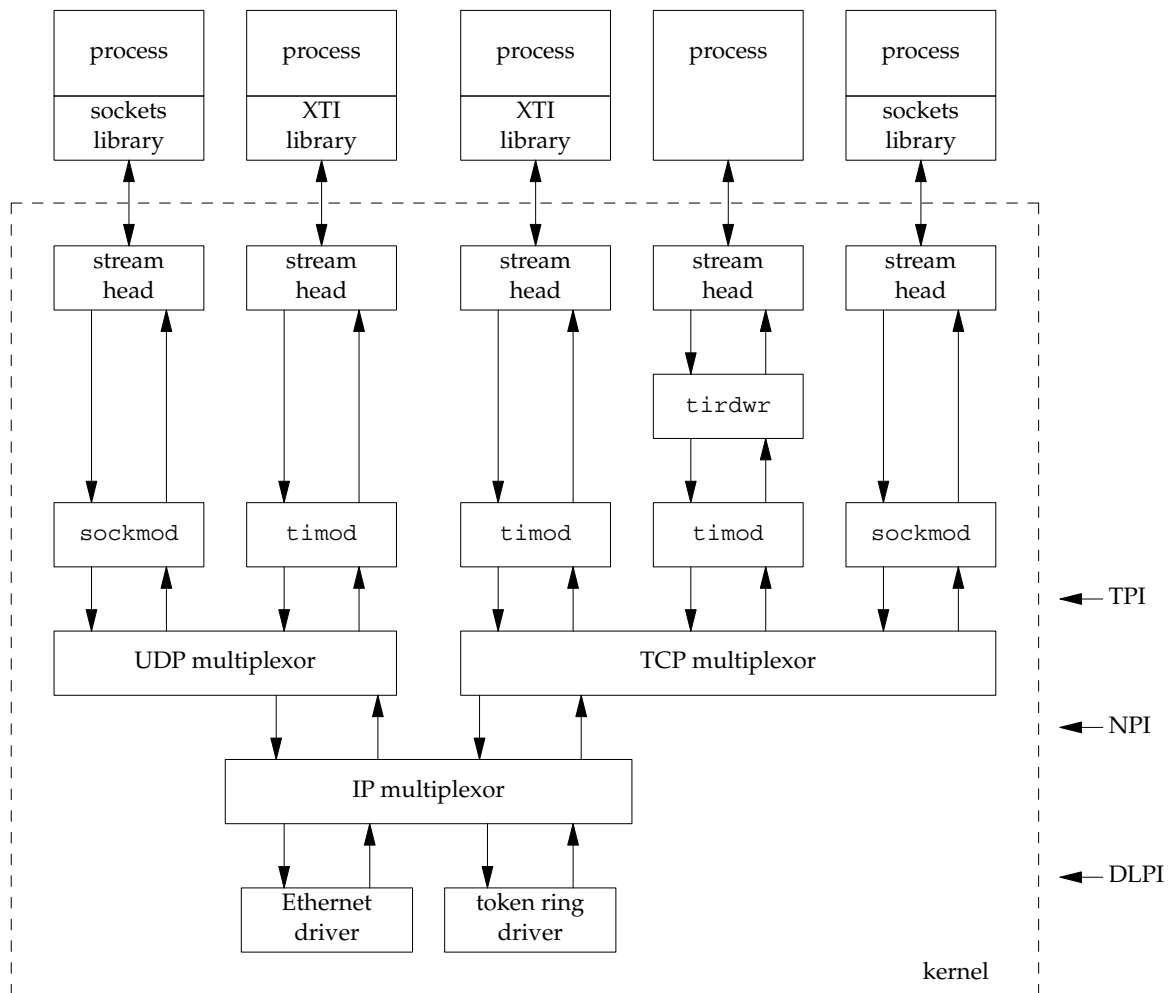 process
process
process
process
process
sockets
library
XTI
library
XTI
library
sockets
library
stream
head
stream
head
stream
head
stream
head
stream
head
tirdwr
sockmod
timod
timod
timod
sockmod
TPI
UDP multiplexor
TCP multiplexor
NPI
IP multiplexor
DLPI
Ethernet
driver
token ring
driver
kernel